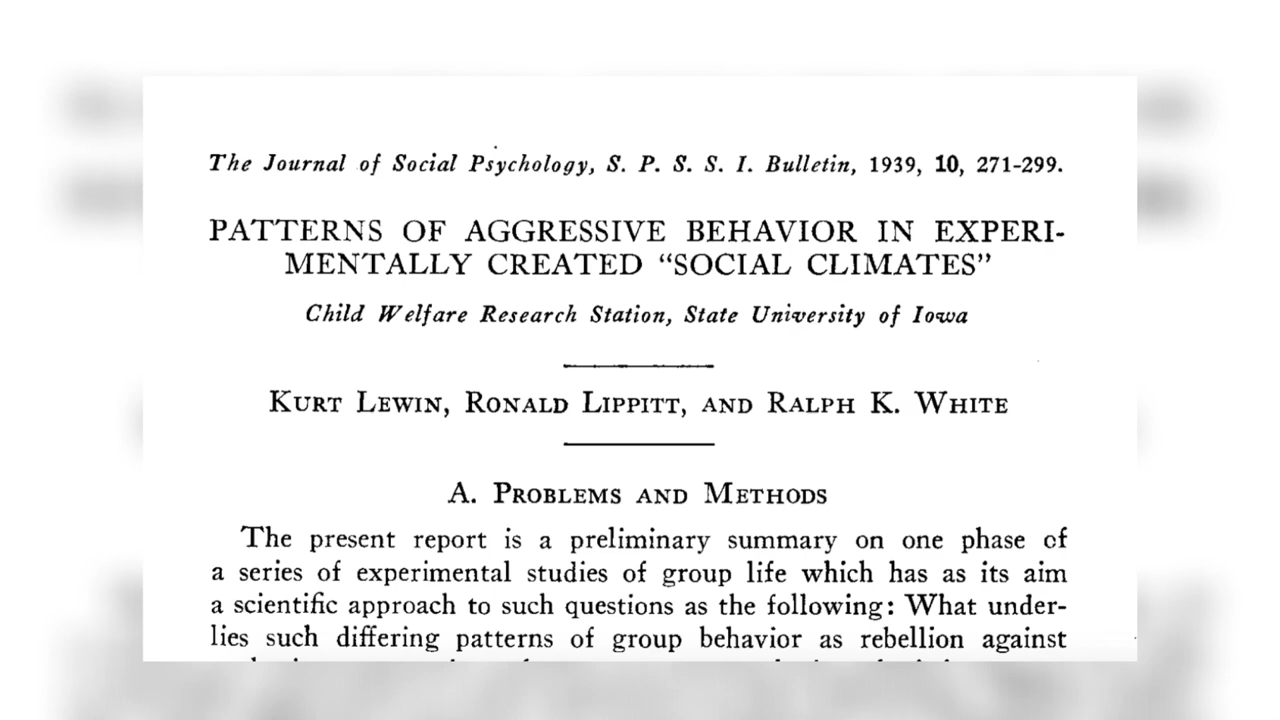 The Journal of Social Psychology, S. P. S. S. I. Bulletin, 1939, 10, 271-299.
PATTERNS OF AGGRESSIVE BEHAVIOR IN EXPERI-
MENTALLY CREATED “SOCIAL CLIMATES”
Child Welfare Research Station, State University of Iowa
KURT LEWIN, RONALD LIPPITT, AND RALPH K. WHITE
A. PROBLEMS AND METHODS
The present report is a preliminary summary on one phase of
a series of experimental studies of group life which has as its aim
a scientific approach to such questions as the following: What under-
lies such differing patterns of group behavior as rebellion against